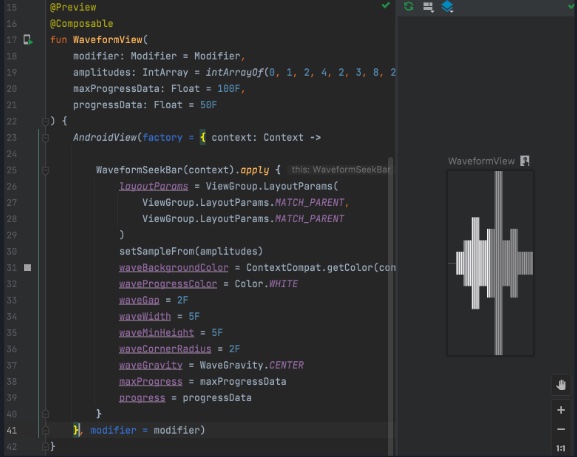 15 @Preview
16 @Composable
17 fun WaveformView(
18 modifier: Modifier = Modifier,
19 amplitudes: IntArray = intArrayOf(0, 1, 2, 4, 2, 3, 8, 2
20 maxProgressData: Float = 100F,
21 progressData: Float = 50F
22 ) {
23 AndroidView(factory = { context: Context ->
24
25 WaveformSeekBar(context).apply { this: WaveformSeekBar
26 layoutParams = ViewGroup.LayoutParams(
27 ViewGroup.LayoutParams.MATCH_PARENT,
28 ViewGroup.LayoutParams.MATCH_PARENT
29 )
30 setSampleFrom(amplitudes)
31 waveBackgroundColor = ContextCompat.getColor(con
32 waveProgressColor = Color.WHITE
33 waveGap = 2F
34 waveWidth = 5F
35 waveMinHeight = 5F
36 waveCornerRadius = 2F
37 waveGravity = WaveGravity.CENTER
38 maxProgress = maxProgressData
39 progress = progressData
40 }
41 }, modifier = modifier)
42 }
WaveformView
+
−
1:1